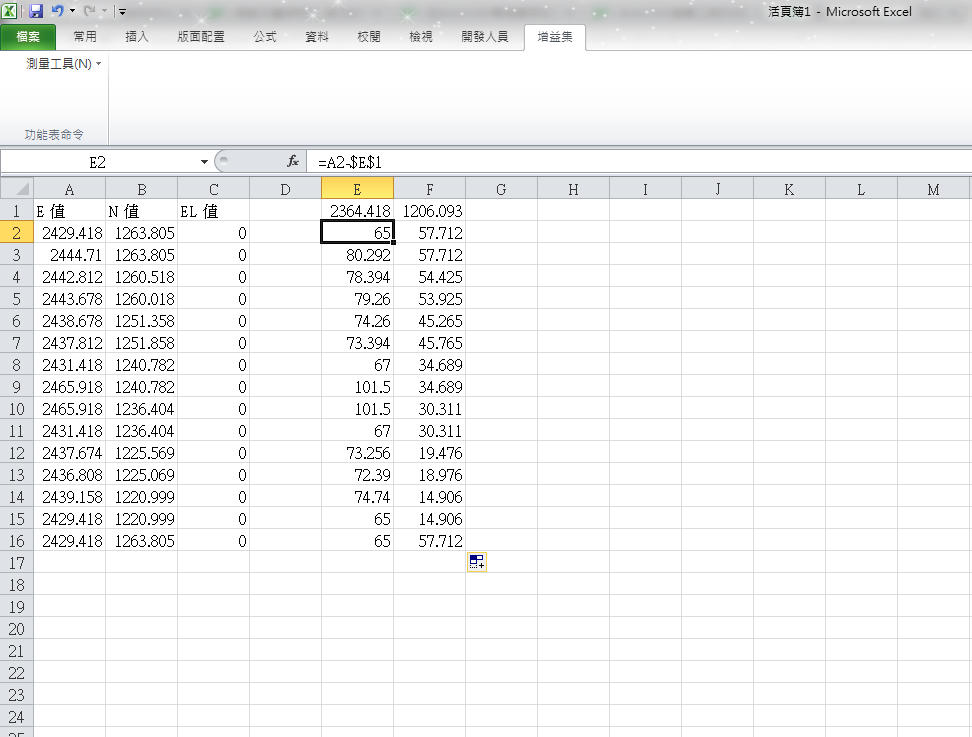 活頁簿1 - Microsoft Excel
檔案 常用 插入 版面配置 公式 資料 校閱 檢視 開發人員 增益集
測量工具(N)
功能表命令
E2 fx =A2-$E$1
A B C D E F G H I J K L M
1 E 值 N 值 EL 值 2364.418 1206.093
2 2429.418 1263.805 0 65 57.712
3 2444.71 1263.805 0 80.292 57.712
4 2442.812 1260.518 0 78.394 54.425
5 2443.678 1260.018 0 79.26 53.925
6 2438.678 1251.358 0 74.26 45.265
7 2437.812 1251.858 0 73.394 45.765
8 2431.418 1240.782 0 67 34.689
9 2465.918 1240.782 0 101.5 34.689
10 2465.918 1236.404 0 101.5 30.311
11 2431.418 1236.404 0 67 30.311
12 2437.674 1225.569 0 73.256 19.476
13 2436.808 1225.069 0 72.39 18.976
14 2439.158 1220.999 0 74.74 14.906
15 2429.418 1220.999 0 65 14.906
16 2429.418 1263.805 0 65 57.712
17
18
19
20
21
22
23
24
25